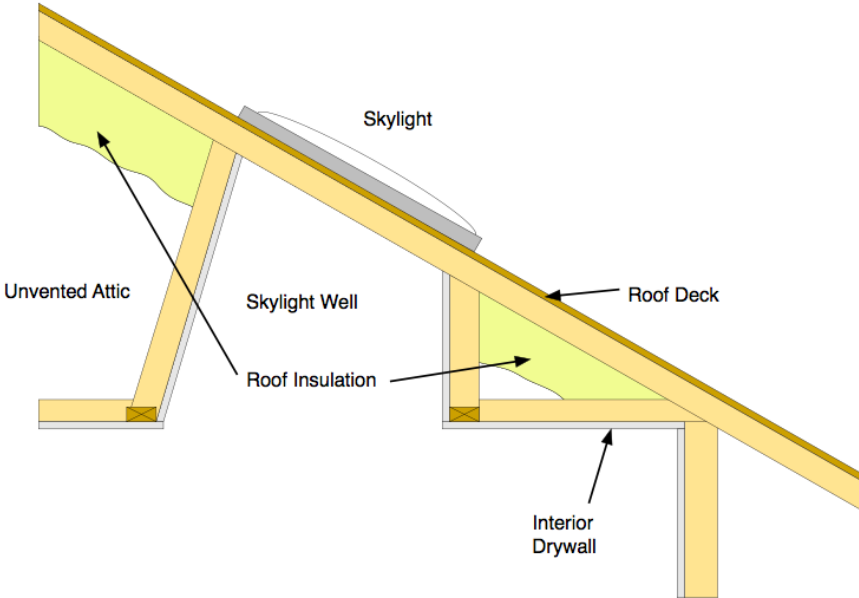 Skylight
Unvented Attic
Skylight Well
Roof Deck
Roof Insulation
Interior
Drywall